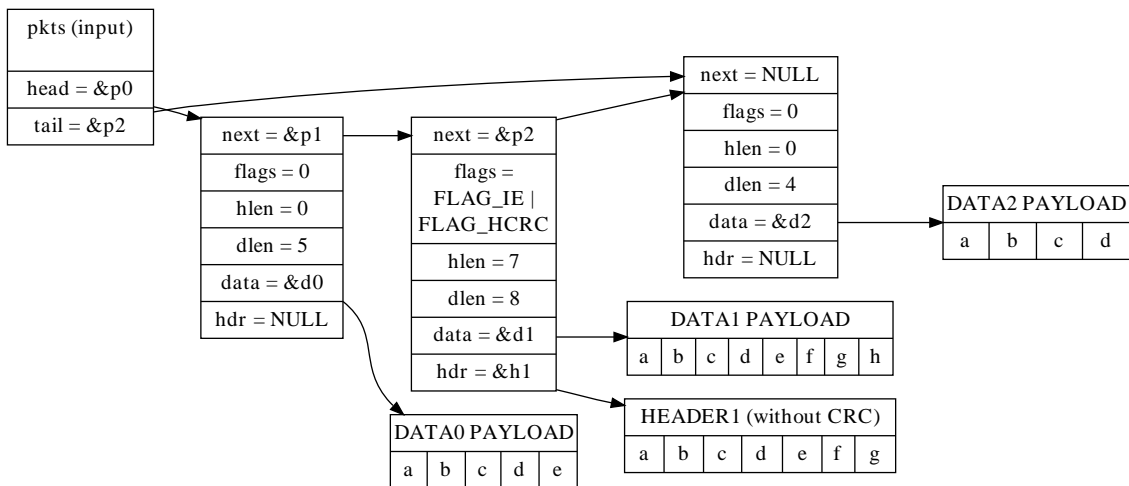 pkts (input)
head = &p0
tail = &p2
next = &p1
flags = 0
hlen = 0
dlen = 5
data = &d0
hdr = NULL
next = &p2
flags =
FLAG_IE |
FLAG_HCRC
hlen = 7
dlen = 8
data = &d1
hdr = &h1
next = NULL
flags = 0
hlen = 0
dlen = 4
data = &d2
hdr = NULL
DATA2 PAYLOAD
a b c d
DATA1 PAYLOAD
a b c d e f g h
HEADER1 (without CRC)
a b c d e f g
DATA0 PAYLOAD
a b c d e